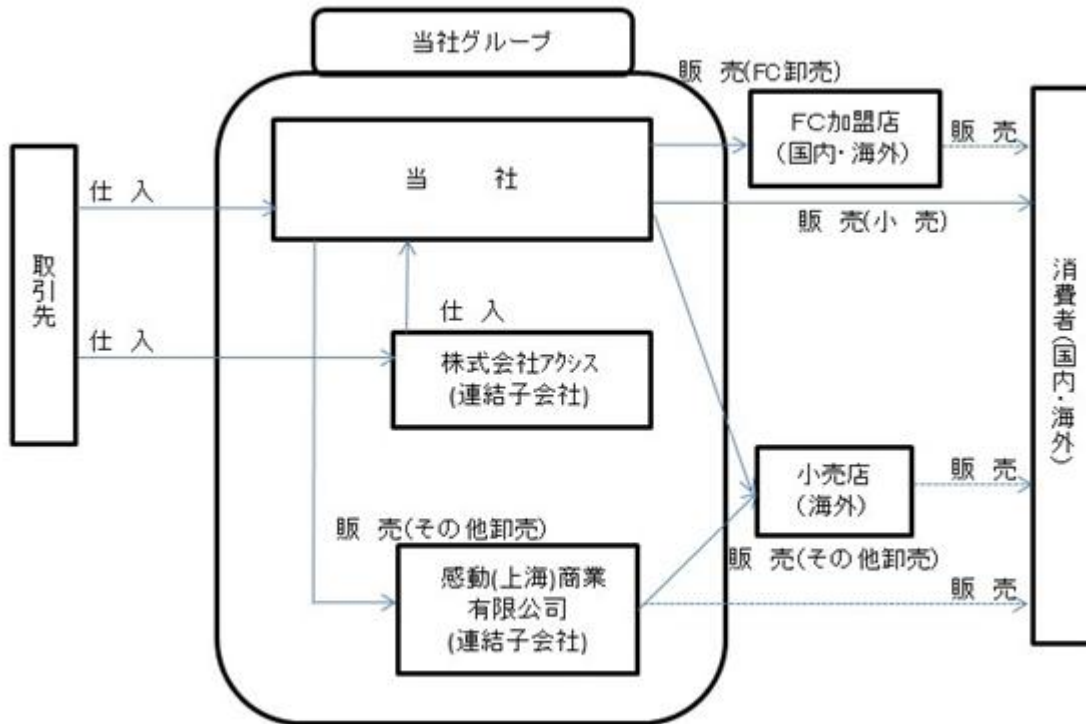 当社グループ
販 売(FC卸売)
FC加盟店
(国内・海外)
販 売
当 社
仕 入
販 売(小 売)
取引先
消費者(国内・海外)
仕 入
仕 入
株式会社アクシス
(連結子会社)
小売店
(海外)
販 売
販 売(その他卸売)
販 売(その他卸売)
感動(上海)商業
有限公司
(連結子会社)
販 売